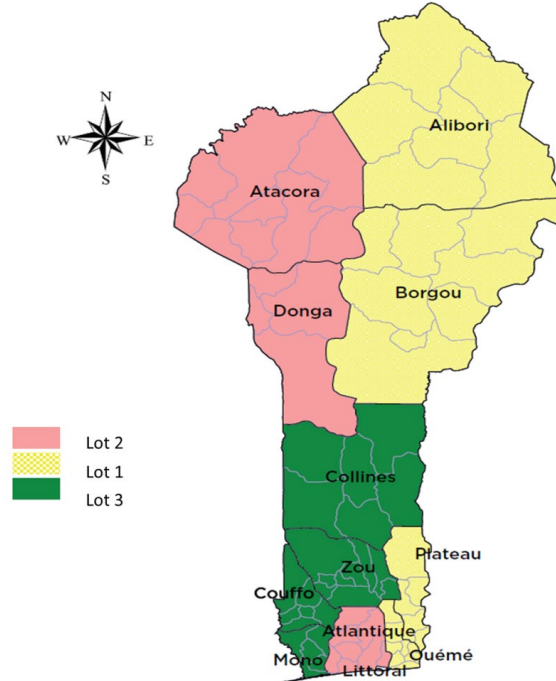 N
W E
S
Alibori
Atacora
Borgou
Donga
Lot 2
Lot 1
Lot 3
Collines
Plateau
Zou
Couffo
Atlantique
Mono
Ouémé
Littoral